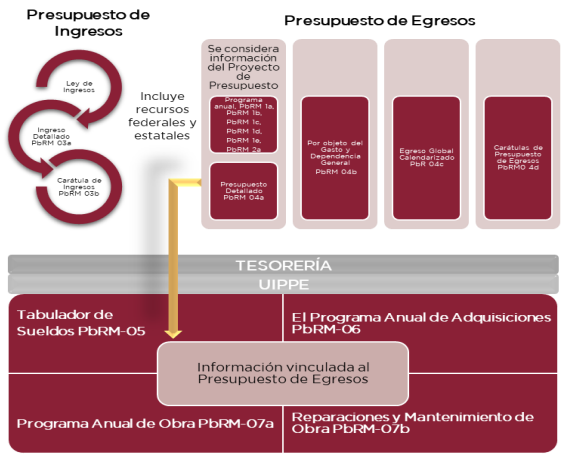 Presupuesto de
Ingresos
Ley de
Ingresos
Ingreso
Detallado
PbRM 03a
Carátula de
Ingresos
PbRM 03b
Incluye
recursos
federales y
estatales
Presupuesto de Egresos
Se considera
información
del Proyecto
de
Presupuesto
Programa
anual, PbRM 1a,
PbRM 1b,
PbRM 1c,
PbRM 1d,
PbRM 1e,
PbRM 2a
Presupuesto
Detallado
PbRM 04a
Por objeto del
Gasto y
Dependencia
General
PbRM 04b
Egreso Global
Calendarizado
PbR 04c
Carátulas de
Presupuesto
de Egresos
PbRM0 4d
TESORERÍA
UIPPE
Tabulador de
Sueldos PbRM-05
El Programa Anual de Adquisiciones
PbRM-06
Información vinculada al
Presupuesto de Egresos
Programa Anual de Obra PbRM-07a
Reparaciones y Mantenimiento de
Obra PbRM-07b